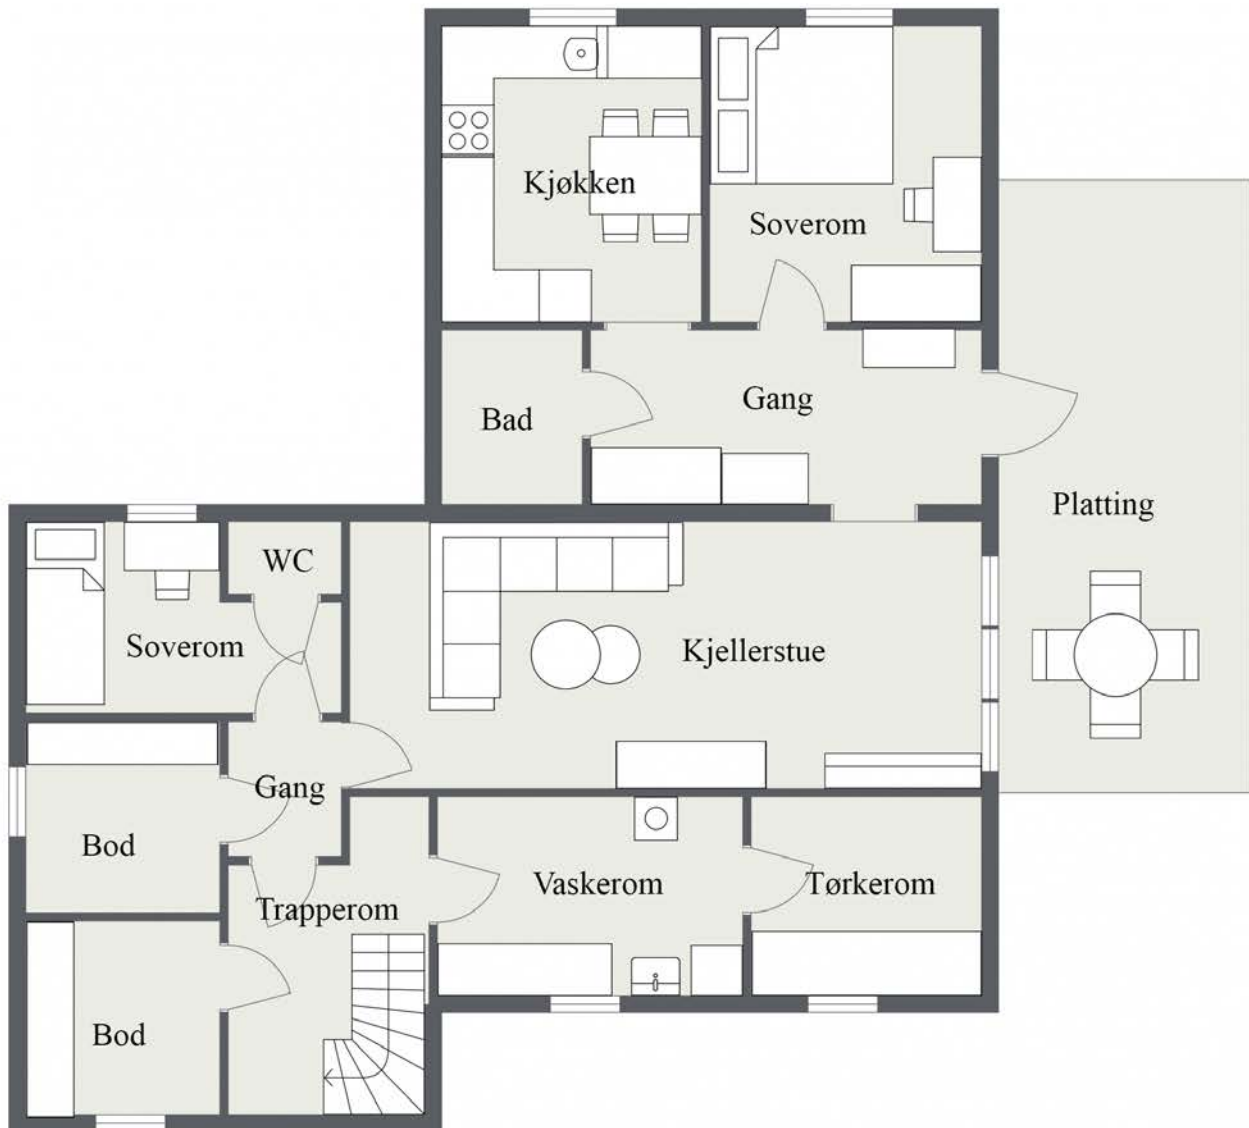 Kjøkken
Soverom
Bad
Gang
Platting
WC
Soverom
Kjellerstue
Gang
Bod
Vaskerom
Tørkerom
Trapperom
Bod